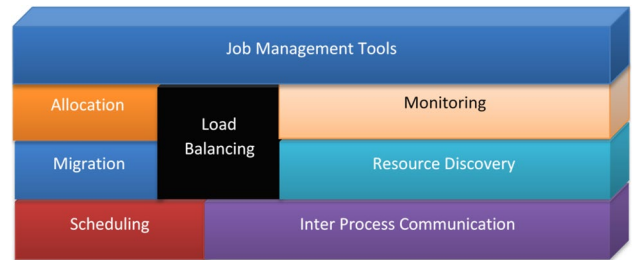 Job Management Tools
Allocation
Load
Balancing
Monitoring
Migration
Resource Discovery
Scheduling
Inter Process Communication